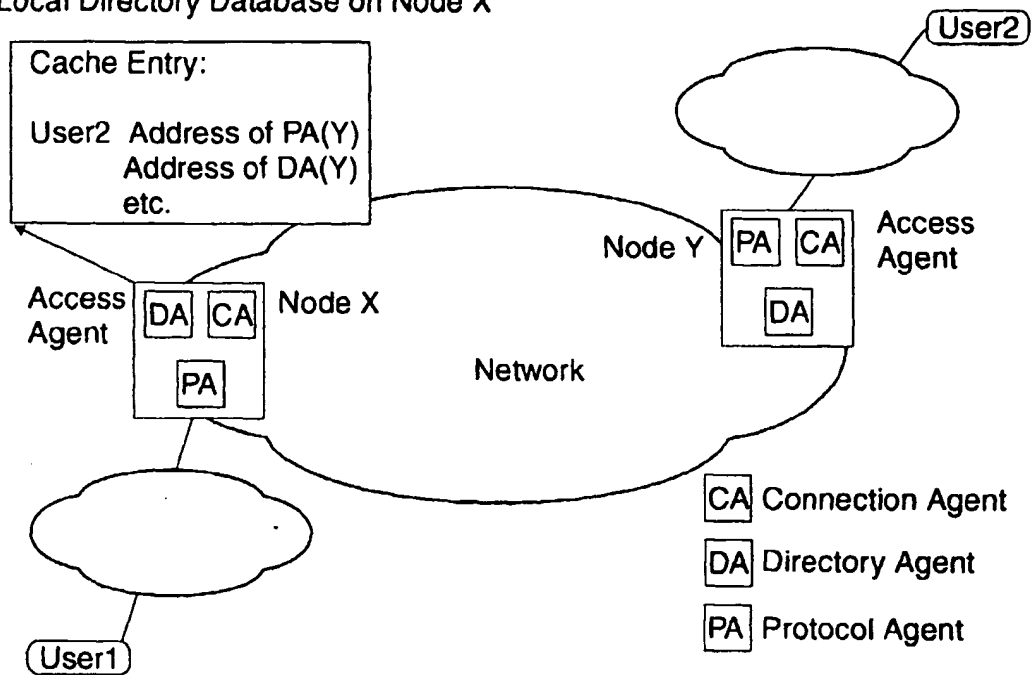 Local Directory Database on Node X
User2
Cache Entry:
User2 Address of PA(Y)
Address of DA(Y)
etc.
Node Y
PA
CA
Access
Agent
DA
Access
Agent
DA
CA
Node X
PA
Network
CA Connection Agent
DA Directory Agent
PA Protocol Agent
User1